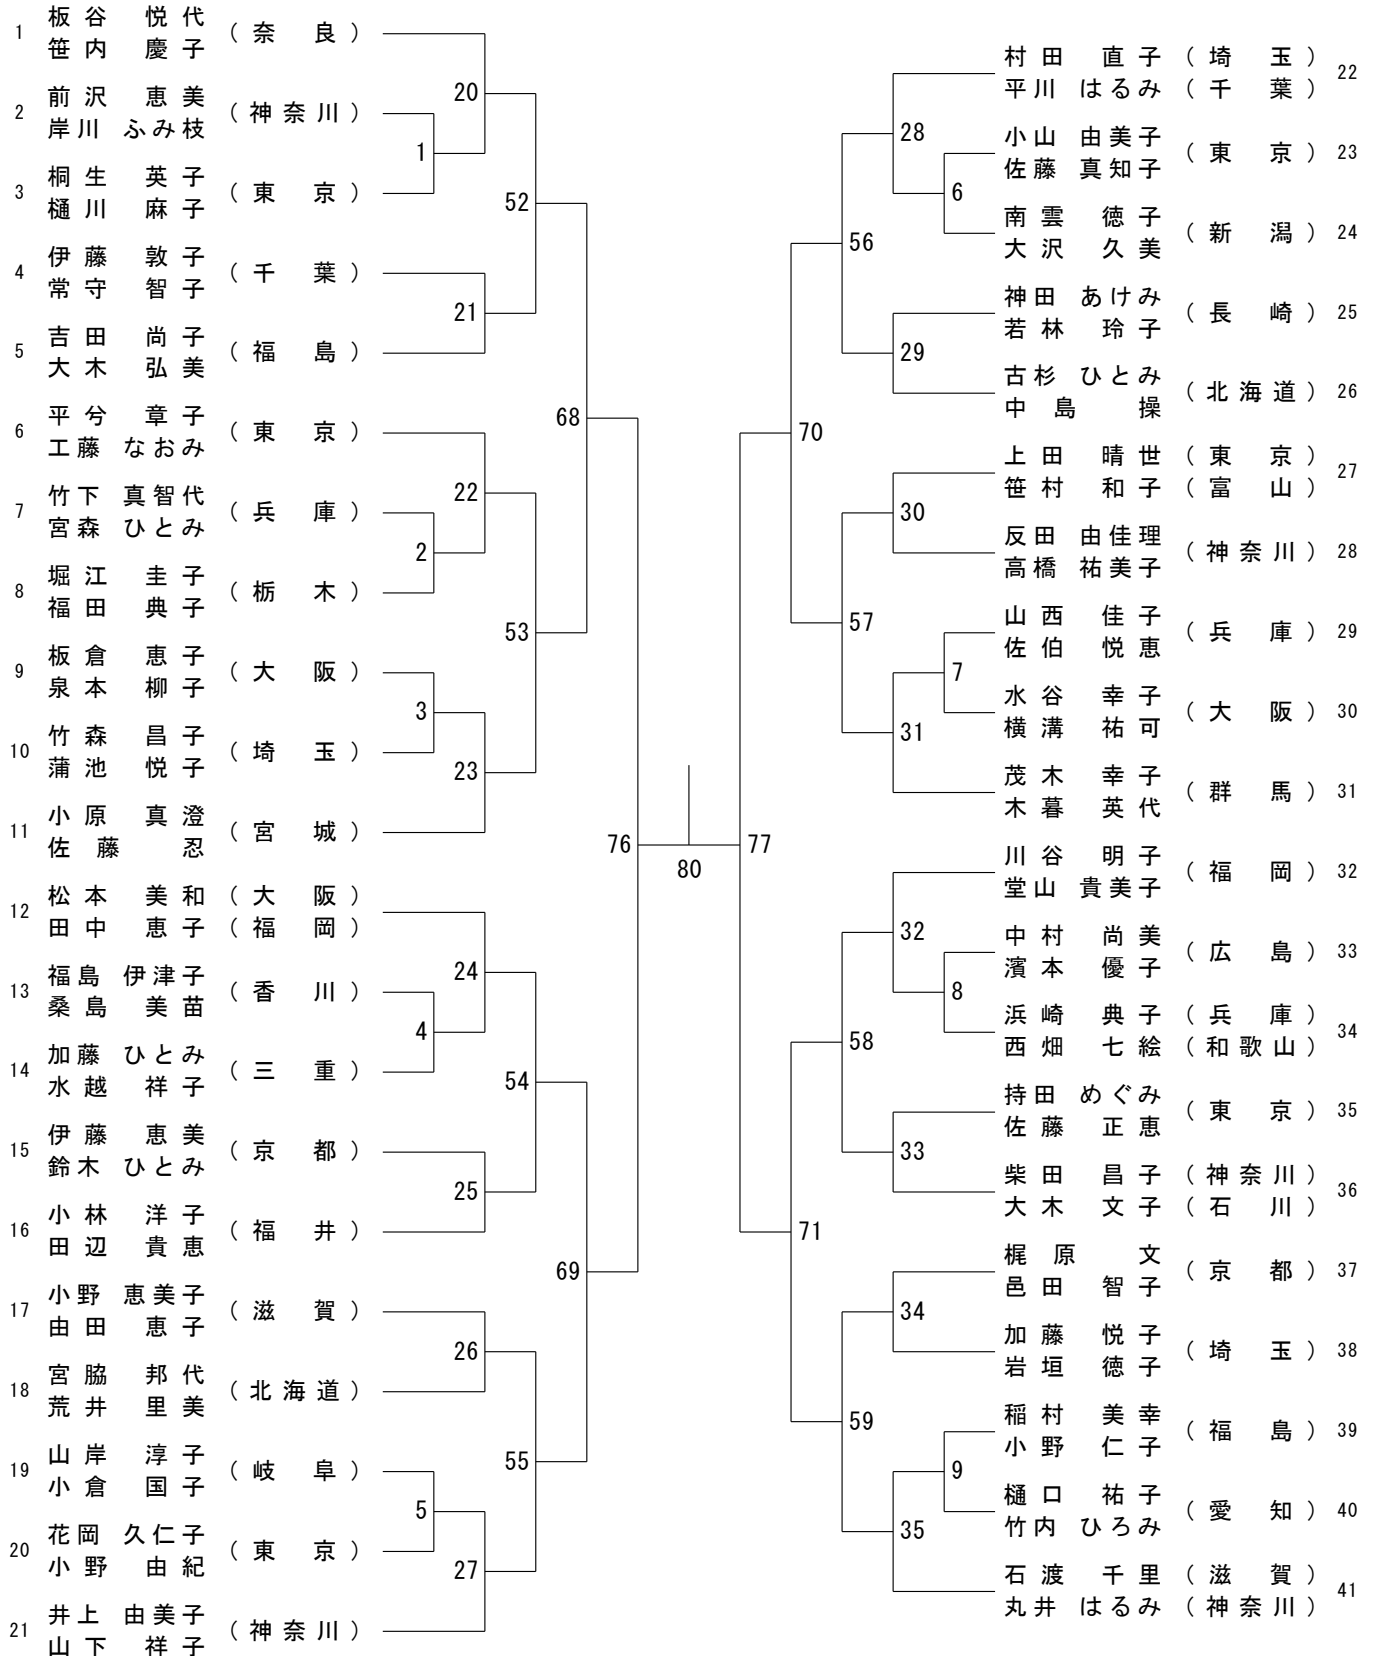 1 板谷 悦代 (奈良)
笹内 慶子
2 前沢 恵美 (神奈川)
岸川 ふみ枝
3 桐生 英子 (東京)
樋川 麻子
4 伊藤 敦子 (千葉)
常守 智子
5 吉田 尚子 (福島)
大木 弘美
6 平兮 章子 (東京)
工藤 なおみ
7 竹下 真智代 (兵庫)
宮森 ひとみ
8 堀江 圭子 (栃木)
福田 典子
9 板倉 恵子 (大阪)
泉本 柳子
10 竹森 昌子 (埼玉)
蒲池 悦子
11 小原 真澄 (宮城)
佐藤 忍
12 松本 美和 (大阪)
田中 恵子 (福岡)
13 福島 伊津子 (香川)
桑島 美苗
14 加藤 ひとみ (三重)
水越 祥子
15 伊藤 恵美 (京都)
鈴木 ひとみ
16 小林 洋子 (福井)
田辺 貴恵
17 小野 恵美子 (滋賀)
由田 恵子
18 宮脇 邦代 (北海道)
荒井 里美
19 山岸 淳子 (岐阜)
小倉 国子
20 花岡 久仁子 (東京)
小野 由紀
21 井上 由美子 (神奈川)
山下 祥子
1
2
3
4
5
20
21
22
23
24
25
26
27
52
53
54
55
68
69
76
80
77
70
71
56
57
58
59
28
29
30
31
32
33
34
35
6
7
8
9
村田 直子 (埼玉) 22
平川 はるみ (千葉)
小山 由美子 (東京) 23
佐藤 真知子
南雲 徳子 (新潟) 24
大沢 久美
神田 あけみ (長崎) 25
若林 玲子
古杉 ひとみ (北海道) 26
中島 操
上田 晴世 (東京) 27
笹村 和子 (富山)
反田 由佳理 (神奈川) 28
高橋 祐美子
山西 佳子 (兵庫) 29
佐伯 悦恵
水谷 幸子 (大阪) 30
横溝 祐可
茂木 幸子 (群馬) 31
木暮 英代
川谷 明子 (福岡) 32
堂山 貴美子
中村 尚美 (広島) 33
濱本 優子
浜崎 典子 (兵庫) 34
西畑 七絵 (和歌山)
持田 めぐみ (東京) 35
佐藤 正恵
柴田 昌子 (神奈川) 36
大木 文子 (石川)
梶原 文 (京都) 37
邑田 智子
加藤 悦子 (埼玉) 38
岩垣 徳子
稲村 美幸 (福島) 39
小野 仁子
樋口 祐子 (愛知) 40
竹内 ひろみ
石渡 千里 (滋賀) 41
丸井 はるみ (神奈川)